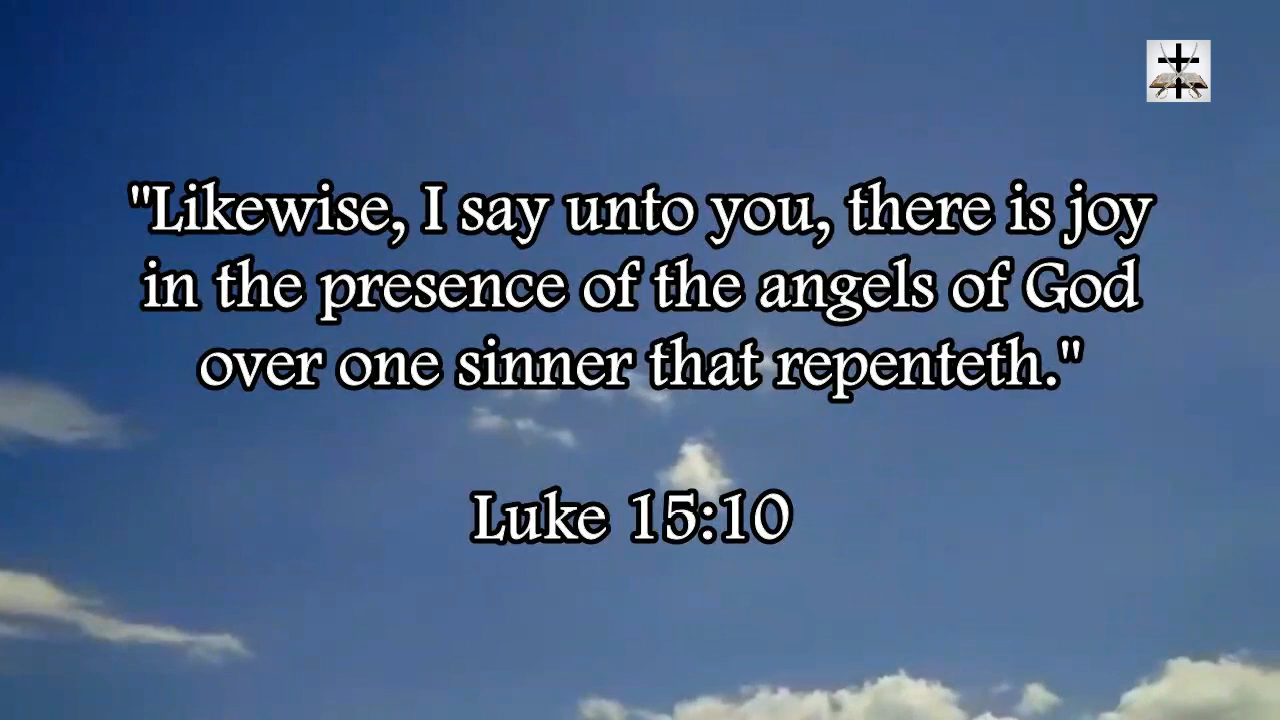 "Likewise, I say unto you, there is joy
in the presence of the angels of God
over one sinner that repenteth."
Luke 15:10